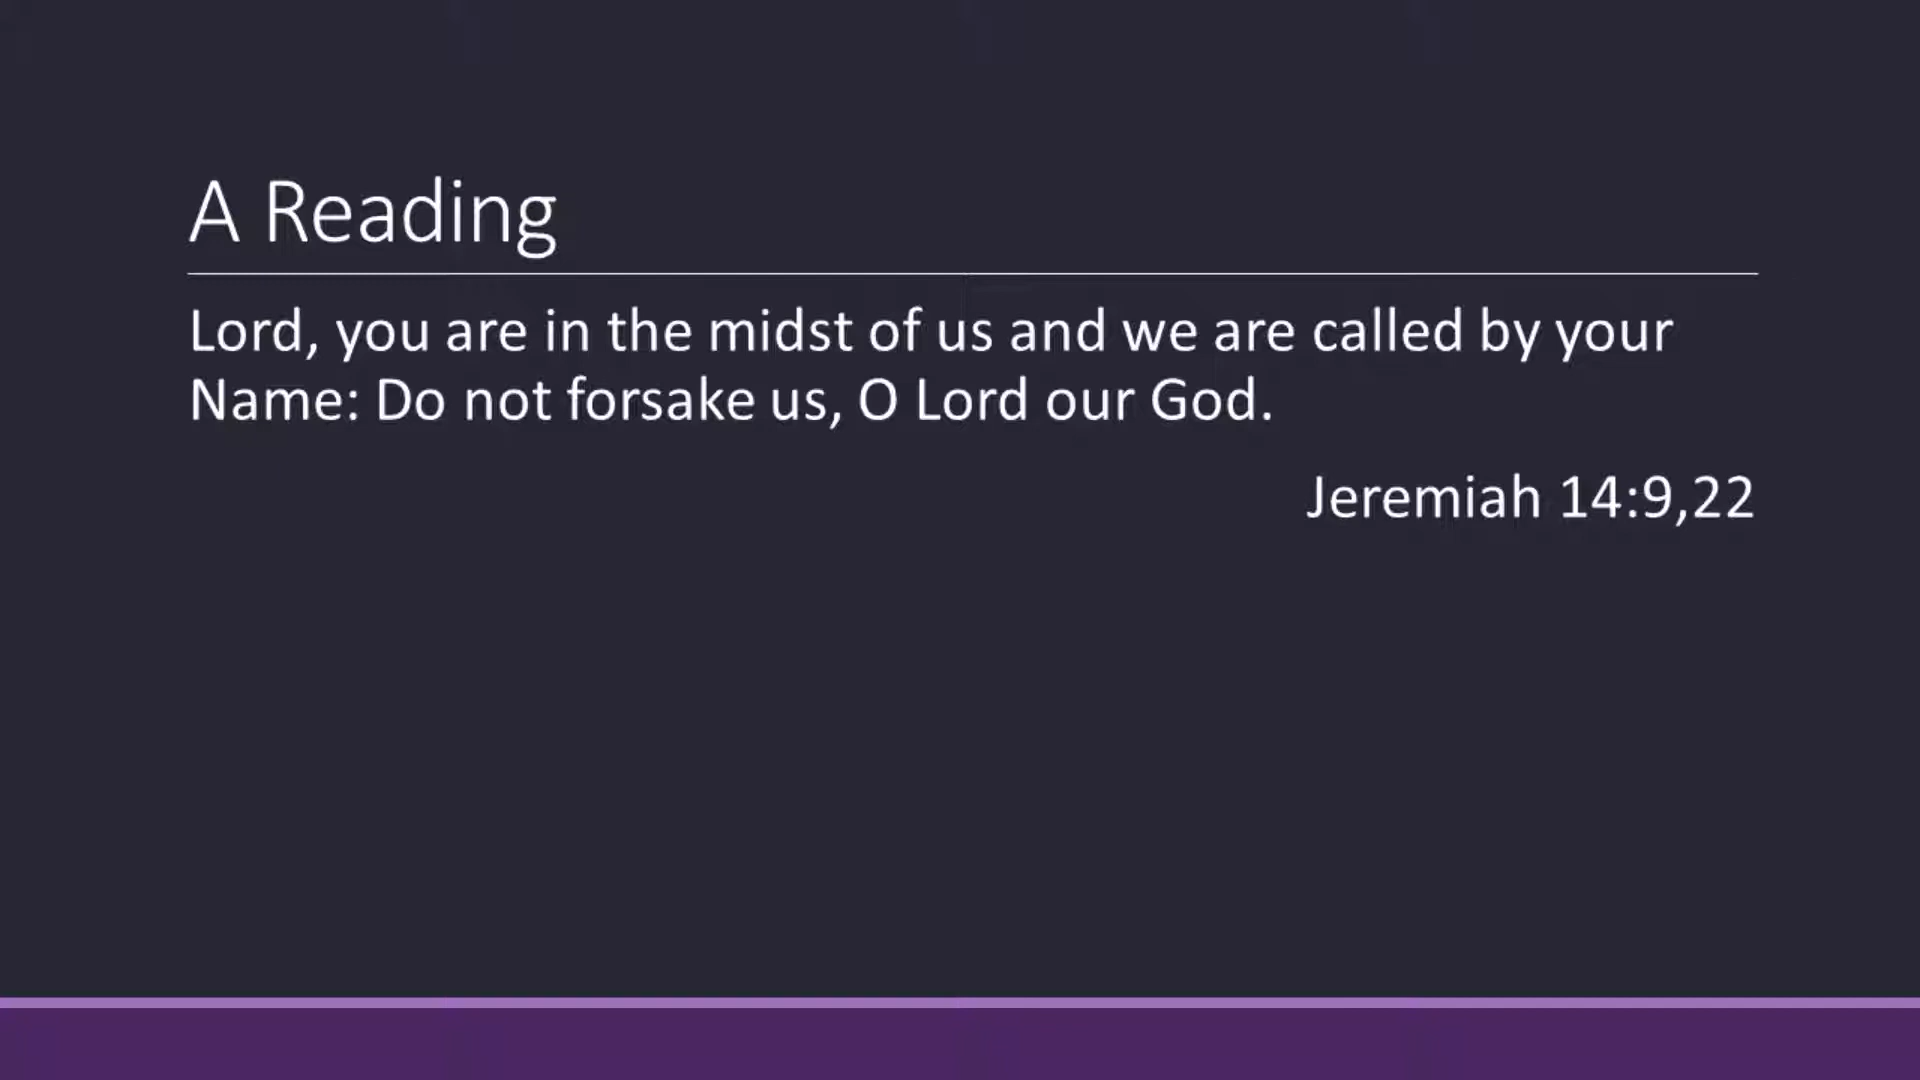 A Reading
Lord, you are in the midst of us and we are called by your
Name: Do not forsake us, O Lord our God.
Jeremiah 14:9,22